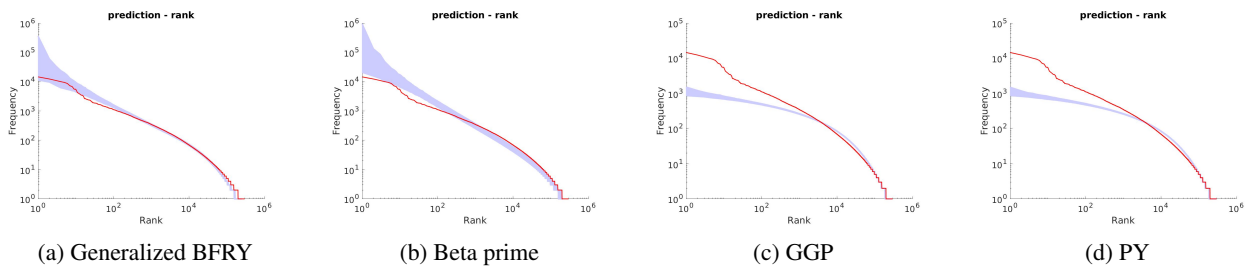 prediction - rank
Frequency
10^6
10^5
10^4
10^3
10^2
10^1
10^0
10^0 10^2 10^4 10^6
Rank
(a) Generalized BFRY
prediction - rank
Frequency
10^6
10^5
10^4
10^3
10^2
10^1
10^0
10^0 10^2 10^4 10^6
Rank
(b) Beta prime
prediction - rank
Frequency
10^5
10^4
10^3
10^2
10^1
10^0
10^0 10^2 10^4 10^6
Rank
(c) GGP
prediction - rank
Frequency
10^5
10^4
10^3
10^2
10^1
10^0
10^0 10^2 10^4 10^6
Rank
(d) PY